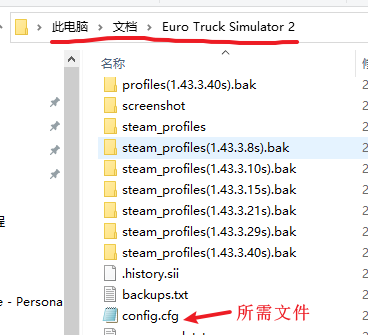 此电脑 > 文档 > Euro Truck Simulator 2
名称
profiles(1.43.3.40s).bak
screenshot
steam_profiles
steam_profiles(1.43.3.8s).bak
steam_profiles(1.43.3.10s).bak
steam_profiles(1.43.3.15s).bak
steam_profiles(1.43.3.21s).bak
steam_profiles(1.43.3.29s).bak
steam_profiles(1.43.3.40s).bak
程
.history.sii
backups.txt
e - Persona
config.cfg
所需文件